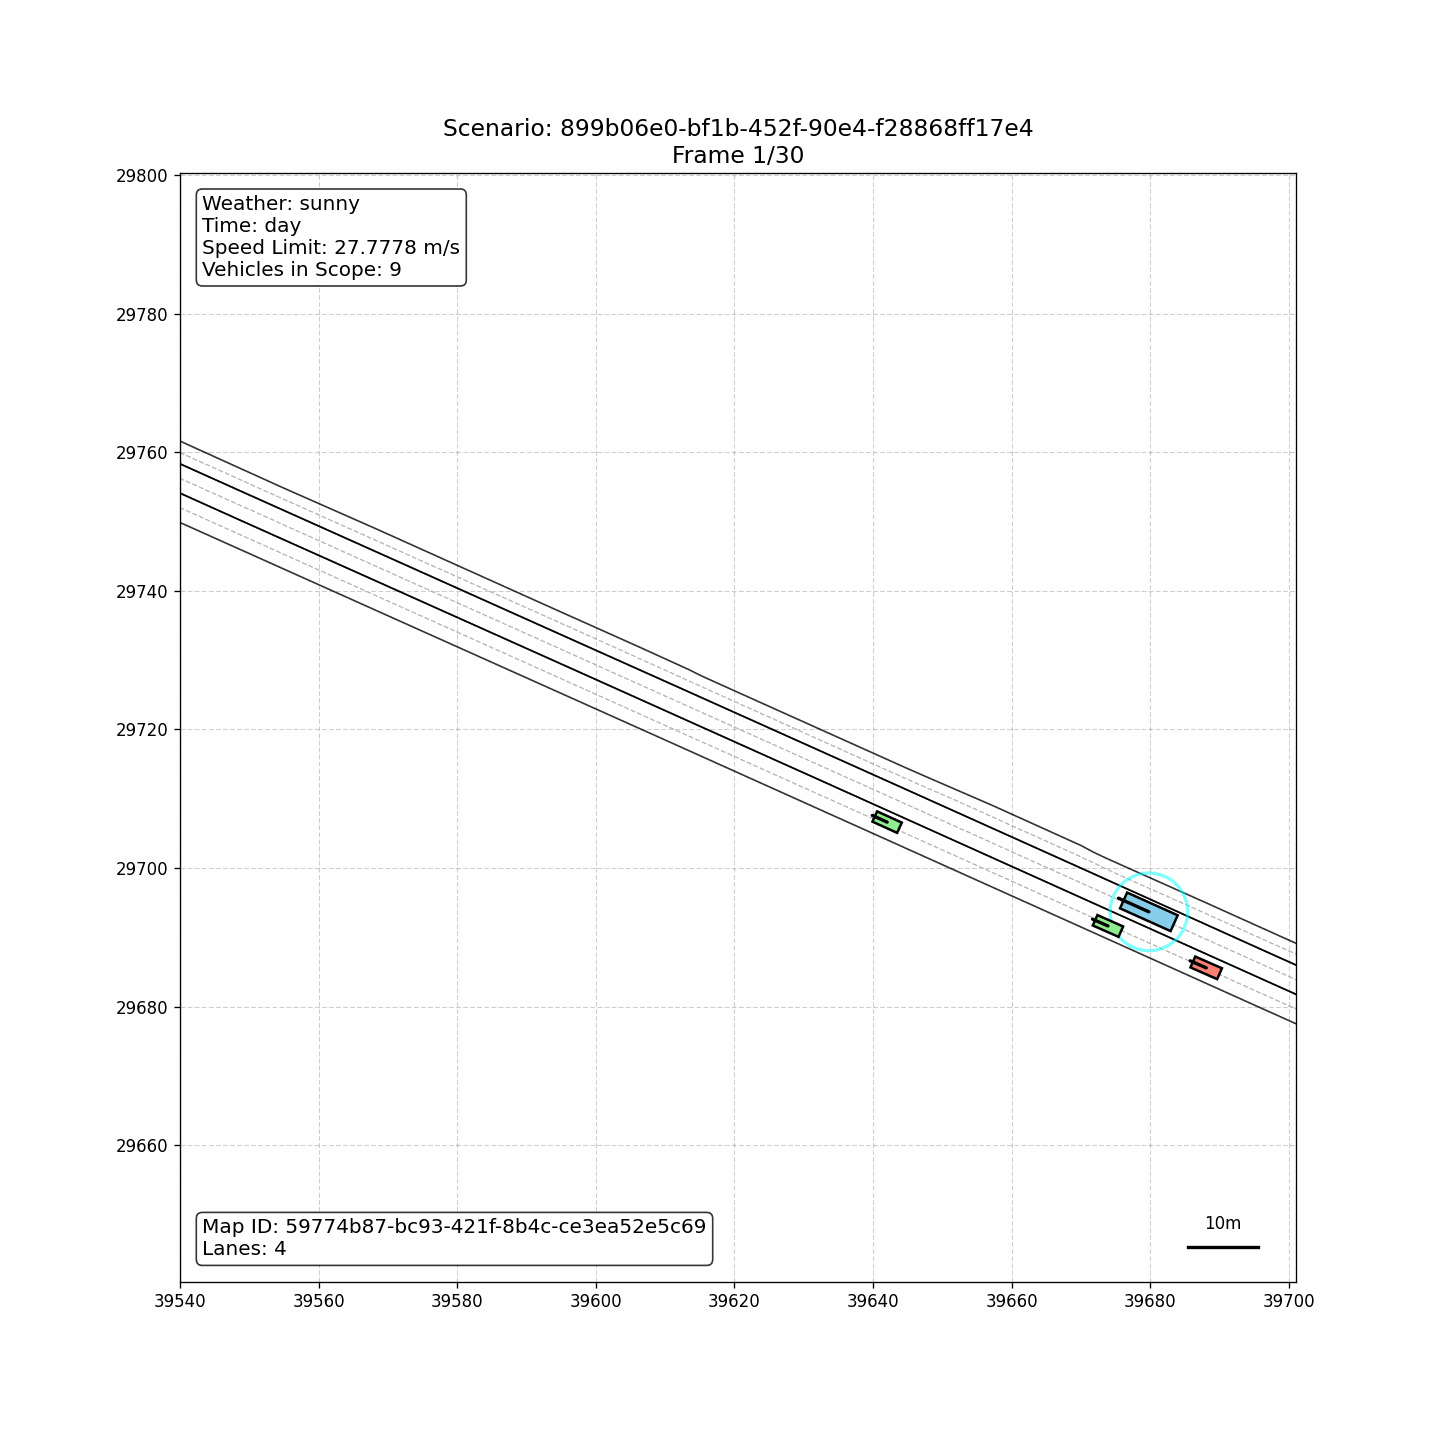 Scenario: 899b06e0-bf1b-452f-90e4-f28868ff17e4
Frame 1/30
29800
29780
29760
29740
29720
29700
29680
29660
Weather: sunny
Time: day
Speed Limit: 27.7778 m/s
Vehicles in Scope: 9
Map ID: 59774b87-bc93-421f-8b4c-ce3ea52e5c69
Lanes: 4
10m
39540 39560 39580 39600 39620 39640 39660 39680 39700